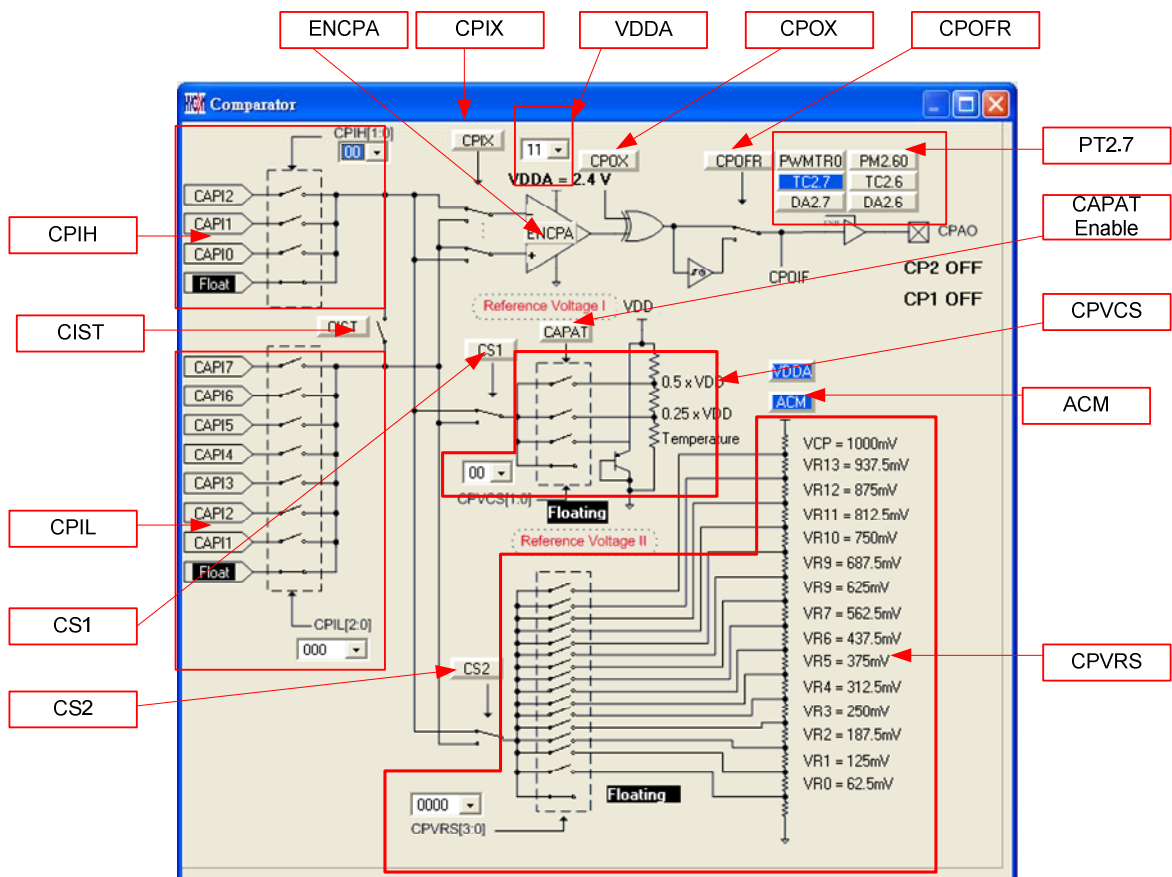 ENCPA
CPIX
VDDA
CPOX
CPOFR
Comparator
CPIH[1:0]
00
CPIX
11
VDDA = 2.4 V
CPOX
CPOFR
PWMTR0
PM2.60
TC2.7
TC2.6
DA2.7
DA2.6
PT2.7
CAPAT
Enable
CPIH
CAPI2
CAPI1
CAPI0
Float
ENCPA
-
+
CPAO
CPOIF
CP2 OFF
CP1 OFF
CIST
CIST
Reference Voltage I
VDD
CAPAT
CPVCS
CS1
CAPI7
CAPI6
CAPI5
CAPI4
CAPI3
CAPI2
CAPI1
Float
0.5 x VDD
0.25 x VDD
Temperature
VDDA
ACM
ACM
00
CPVCS[1:0]
Floating
Reference Voltage II
CPIL
CPIL[2:0]
000
CS1
CS2
CS2
VCP = 1000mV
VR13 = 937.5mV
VR12 = 875mV
VR11 = 812.5mV
VR10 = 750mV
VR9 = 687.5mV
VR9 = 625mV
VR7 = 562.5mV
VR6 = 437.5mV
VR5 = 375mV
VR4 = 312.5mV
VR3 = 250mV
VR2 = 187.5mV
VR1 = 125mV
VR0 = 62.5mV
CPVRS
Floating
0000
CPVRS[3:0]